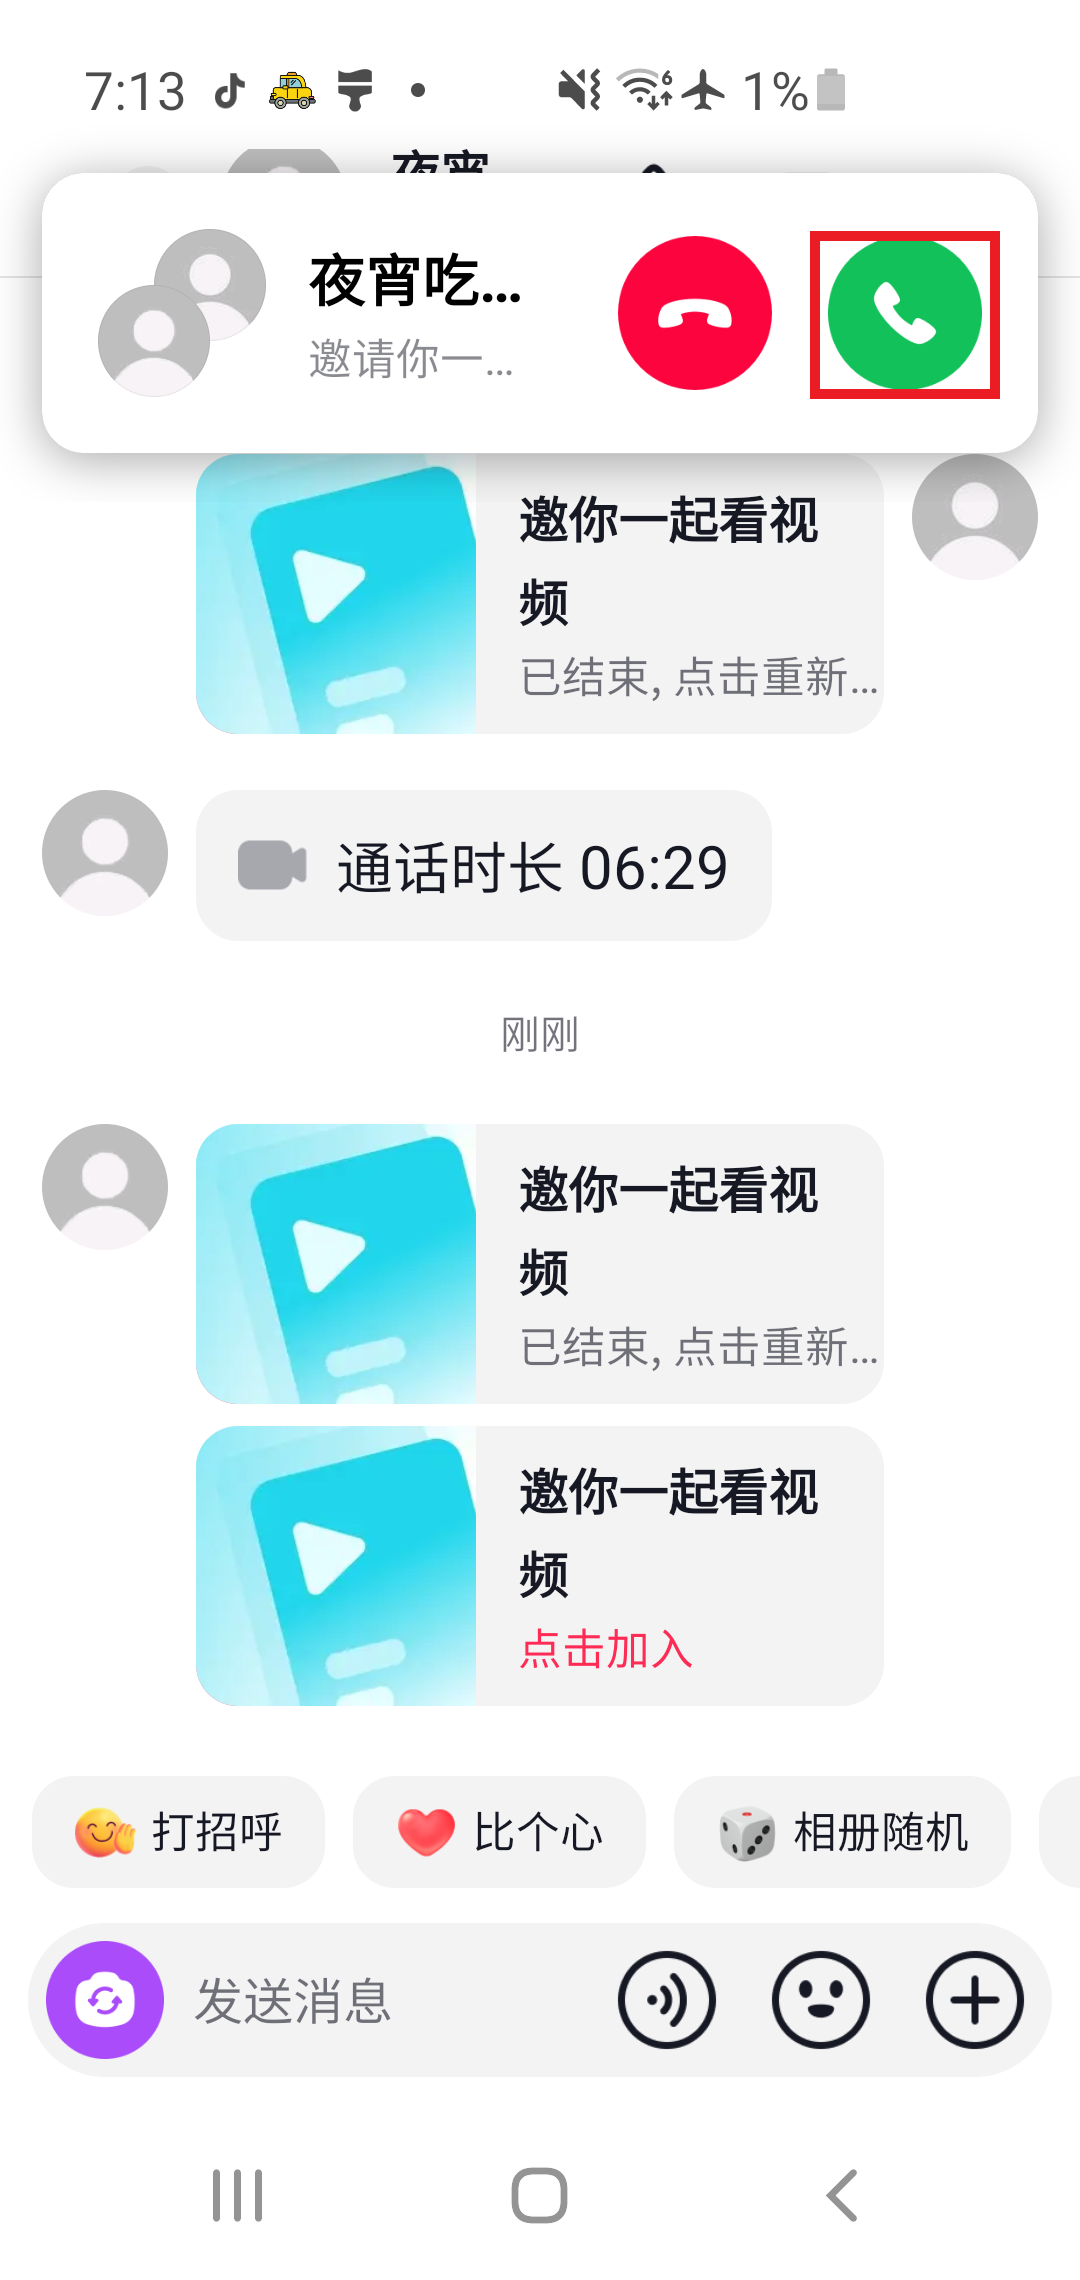 7:13
6
1%
夜宵
夜宵吃...
邀请你一...
邀你一起看视
频
已结束, 点击重新...
通话时长 06:29
刚刚
邀你一起看视
频
已结束, 点击重新...
邀你一起看视
频
点击加入
打招呼
比个心
相册随机
发送消息